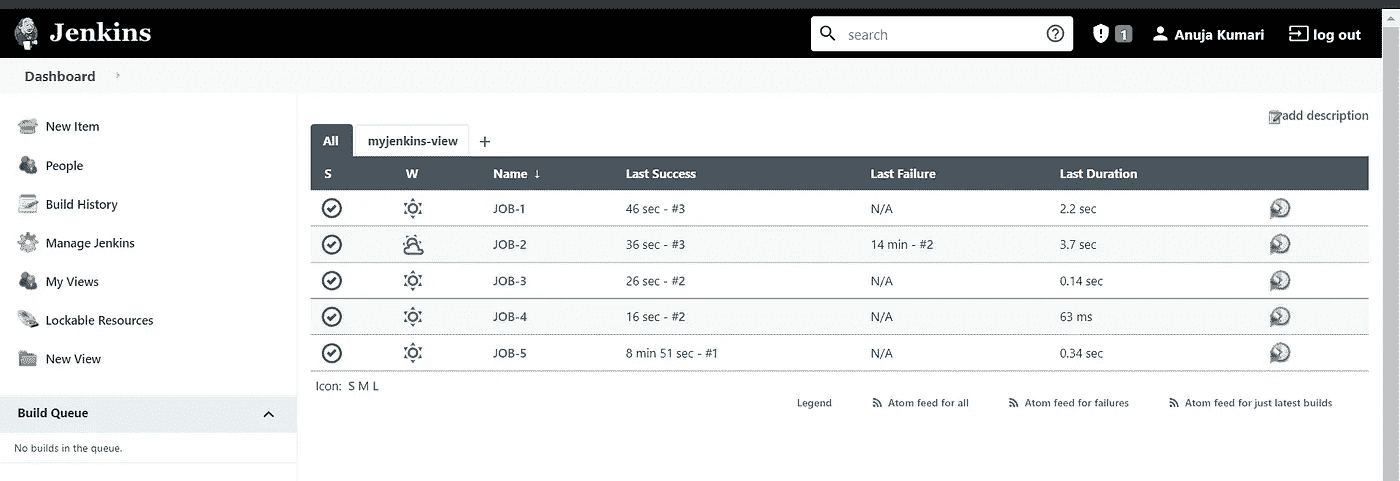 Jenkins
search
1
Anuja Kumari
log out
Dashboard
New Item
People
Build History
Manage Jenkins
My Views
Lockable Resources
New View
Build Queue
No builds in the queue.
add description
All myjenkins-view +
S W Name ↓ Last Success Last Failure Last Duration
JOB-1 46 sec - #3 N/A 2.2 sec
JOB-2 36 sec - #3 14 min - #2 3.7 sec
JOB-3 26 sec - #2 N/A 0.14 sec
JOB-4 16 sec - #2 N/A 63 ms
JOB-5 8 min 51 sec - #1 N/A 0.34 sec
Icon: S M L
Legend Atom feed for all Atom feed for failures Atom feed for just latest builds